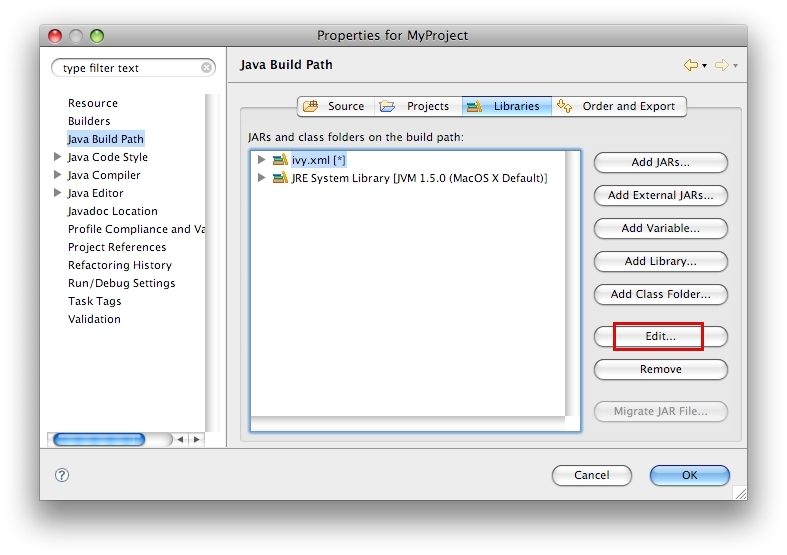 Properties for MyProject
type filter text
Java Build Path
Resource
Builders
Java Build Path
Java Code Style
Java Compiler
Java Editor
Javadoc Location
Profile Compliance and Va
Project References
Refactoring History
Run/Debug Settings
Task Tags
Validation
Source Projects Libraries Order and Export
JARs and class folders on the build path:
ivy.xml [*]
JRE System Library [JVM 1.5.0 (MacOS X Default)]
Add JARs...
Add External JARs...
Add Variable...
Add Library...
Add Class Folder...
Edit...
Remove
Migrate JAR File...
?
Cancel OK